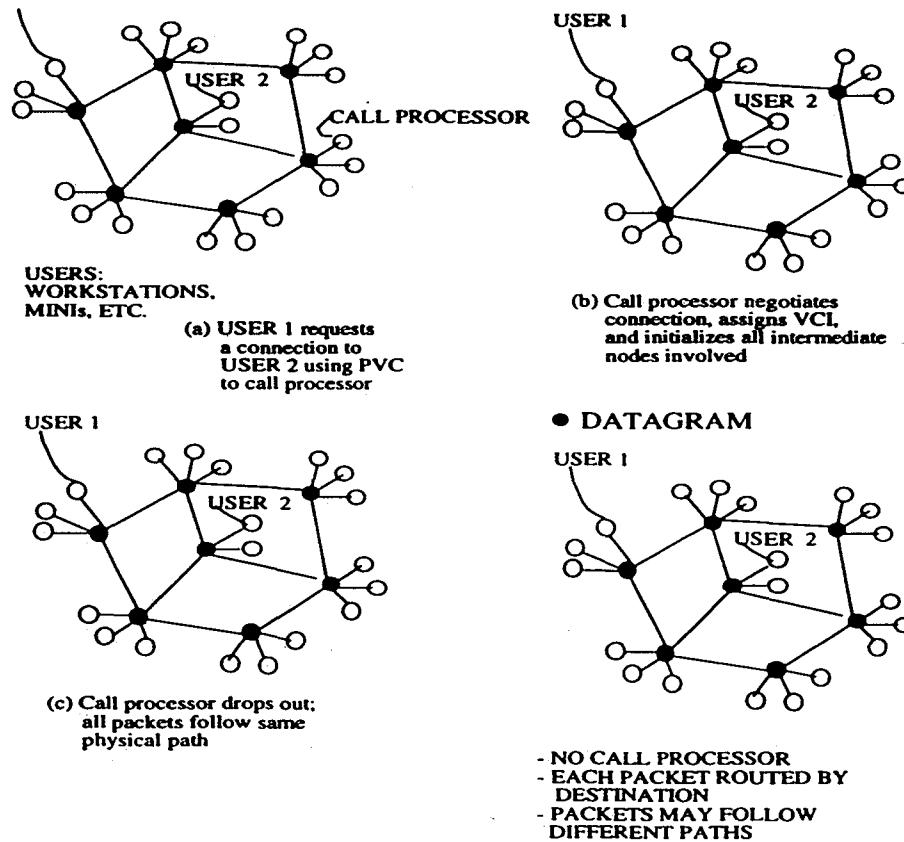 USER 2
CALL PROCESSOR
USERS:
WORKSTATIONS,
MINIs, ETC.
(a) USER 1 requests
a connection to
USER 2 using PVC
to call processor
USER 1
USER 2
(b) Call processor negotiates
connection, assigns VCI,
and initializes all intermediate
nodes involved
USER 1
USER 2
(c) Call processor drops out;
all packets follow same
physical path
● DATAGRAM
USER 1
USER 2
- NO CALL PROCESSOR
- EACH PACKET ROUTED BY
DESTINATION
- PACKETS MAY FOLLOW
DIFFERENT PATHS